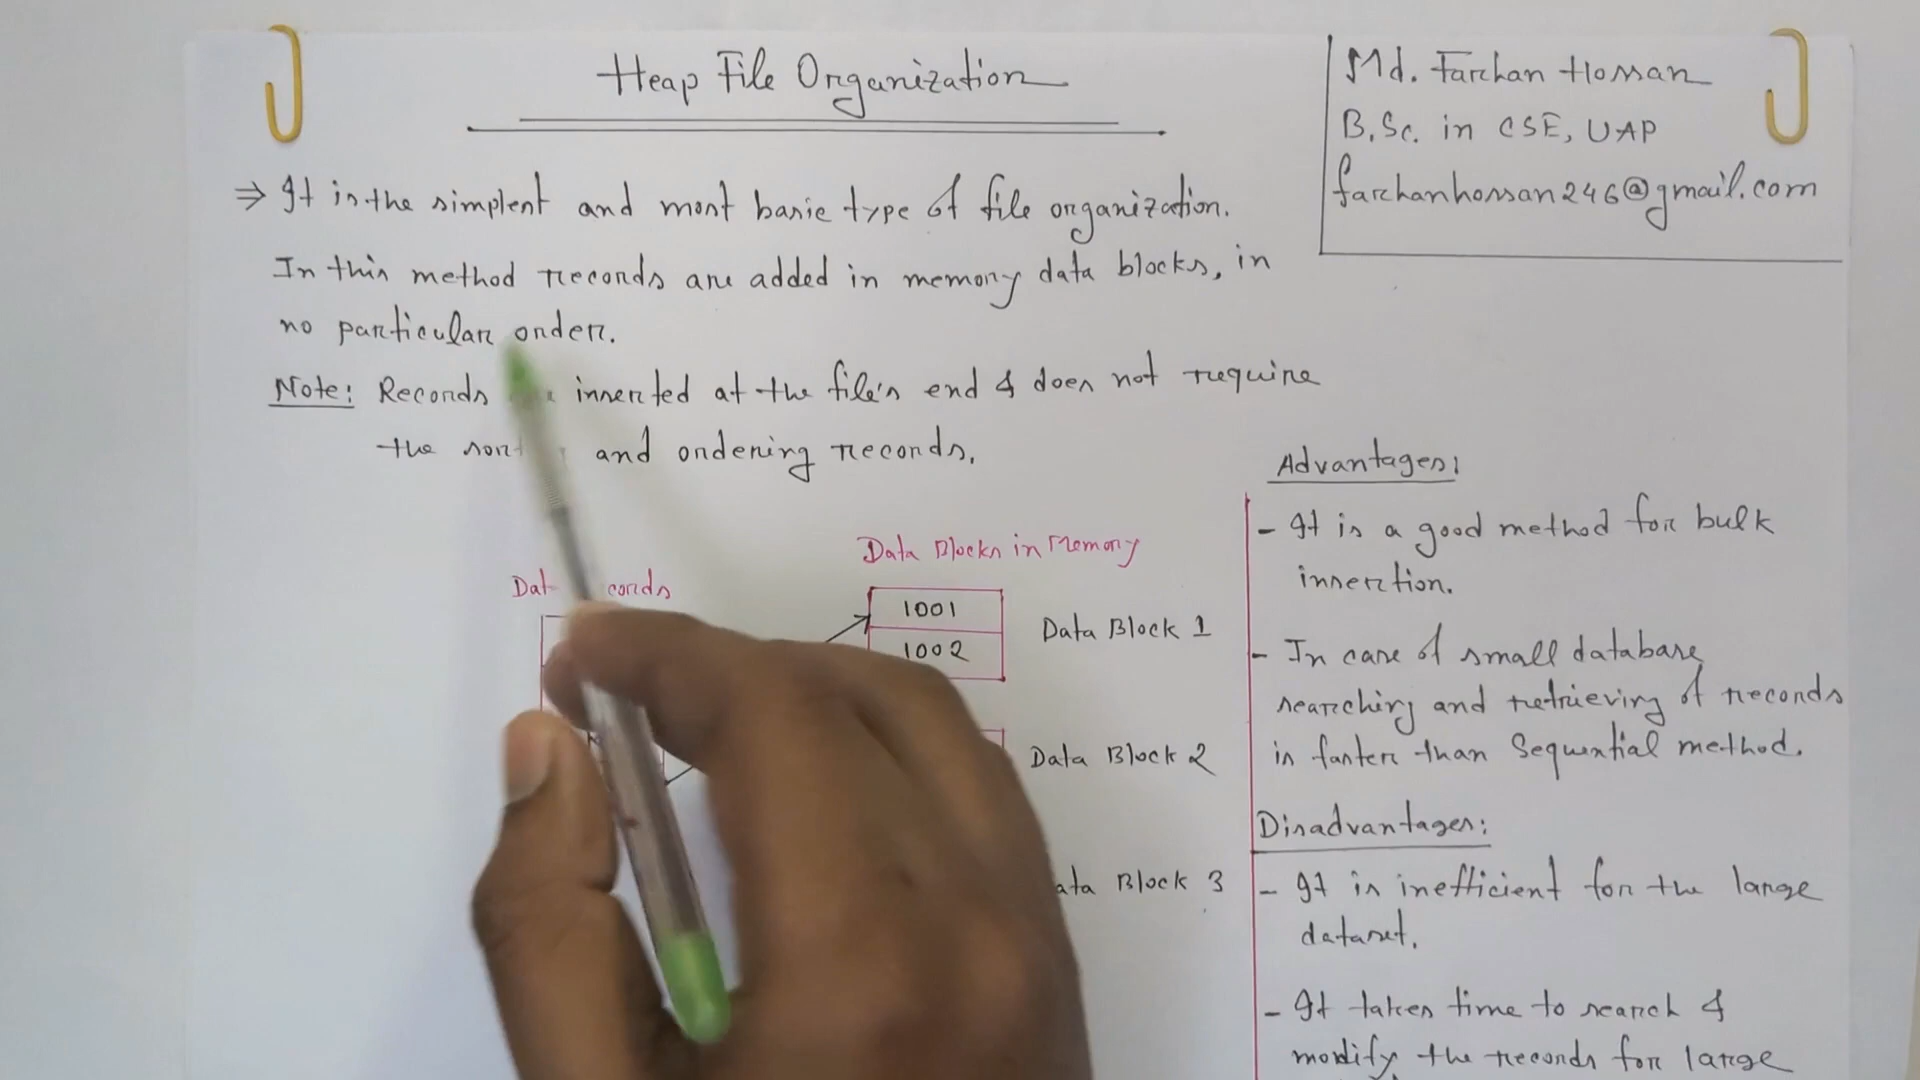 Heap File Organization
Md. Farhan Hossan
B.Sc. in CSE, UAP
farhanhossan246@gmail.com
⇒ It is the simplest and most basic type of file organization.
In this method records are added in memory data blocks, in
no particular order.
Note: Records inserted at the file's end & does not require
the and ordering records.
Data Blocks in Memory
1001
1002
Data Block 1
Data Block 2
Block 3
Advantages:
- It is a good method for bulk
insertion.
- In case of small database
searching and retrieving of records
is faster than Sequential method.
Disadvantages:
- It is inefficient for the large
dataset.
- It takes time to search &
modify the records for large